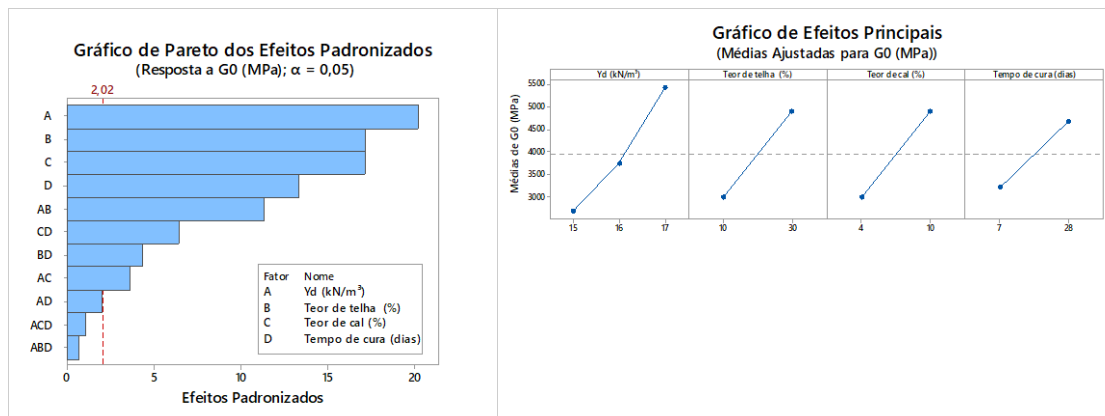 Gráfico de Pareto dos Efeitos Padronizados
(Resposta a G0 (MPa); α = 0,05)
2,02
A
B
C
D
AB
CD
BD
AC
AD
ACD
ABD
Fator Nome
A Yd (kN/m³)
B Teor de telha (%)
C Teor de cal (%)
D Tempo de cura (dias)
0 5 10 15 20
Efeitos Padronizados
Gráfico de Efeitos Principais
(Médias Ajustadas para G0 (MPa))
Yd (kN/m³) Teor de telha (%) Teor de cal (%) Tempo de cura (dias)
Médias de G0 (MPa)
5500
5000
4500
4000
3500
3000
15 16 17 10 30 4 10 7 28